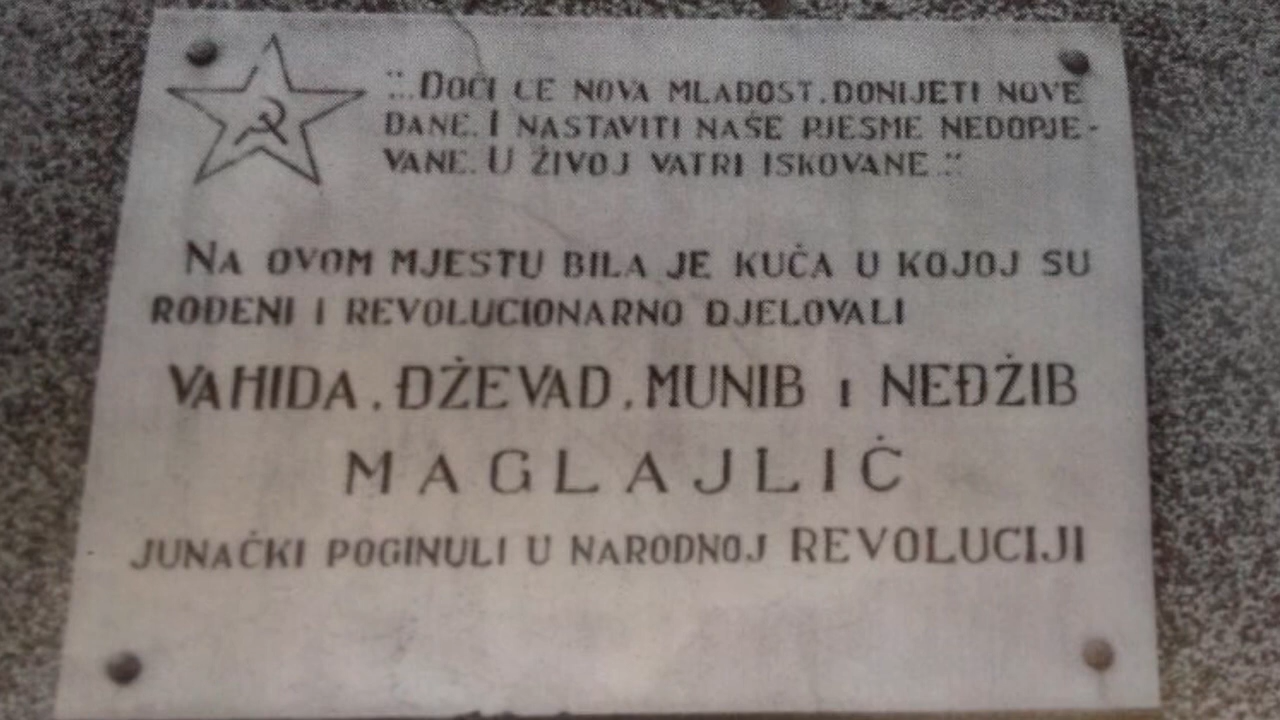 ".. DOĆI ĆE NOVA MLADOST. DONIJETI NOVE
DANE. I NASTAVITI NAŠE PJESME NEDOPJE-
VANE. U ŽIVOJ VATRI ISKOVANE .."
NA OVOM MJESTU BILA JE KUĆA U KOJOJ SU
ROĐENI I REVOLUCIONARNO DJELOVALI
VAHIDA. ĐŽEVAD. MUNIB I NEĐŽIB
MAGLAJLIĆ
JUNAČKI POGINULI U NARODNOJ REVOLUCIJI